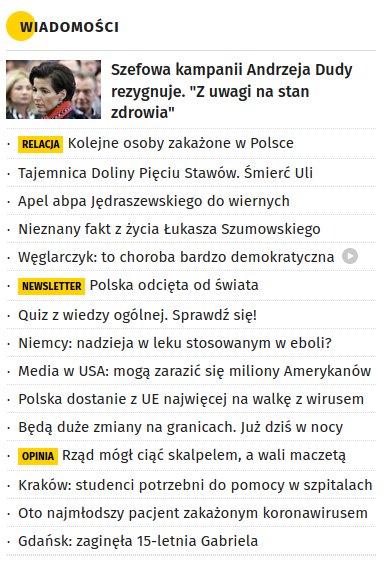 WIADOMOŚCI
Szefowa kampanii Andrzeja Dudy
rezygnuje. "Z uwagi na stan
zdrowia"
· RELACJA Kolejne osoby zakażone w Polsce
· Tajemnica Doliny Pięciu Stawów. Śmierć Uli
· Apel abpa Jędraszewskiego do wiernych
· Nieznany fakt z życia Łukasza Szumowskiego
· Węglarczyk: to choroba bardzo demokratyczna
· NEWSLETTER Polska odcięta od świata
· Quiz z wiedzy ogólnej. Sprawdź się!
· Niemcy: nadzieja w leku stosowanym w eboli?
· Media w USA: mogą zarazić się miliony Amerykanów
· Polska dostanie z UE najwięcej na walkę z wirusem
· Będą duże zmiany na granicach. Już dziś w nocy
· OPINIA Rząd mógł ciąć skalpelem, a wali maczetą
· Kraków: studenci potrzebni do pomocy w szpitalach
· Oto najmłodszy pacjent zakażonym koronawirusem
· Gdańsk: zaginęła 15-letnia Gabriela